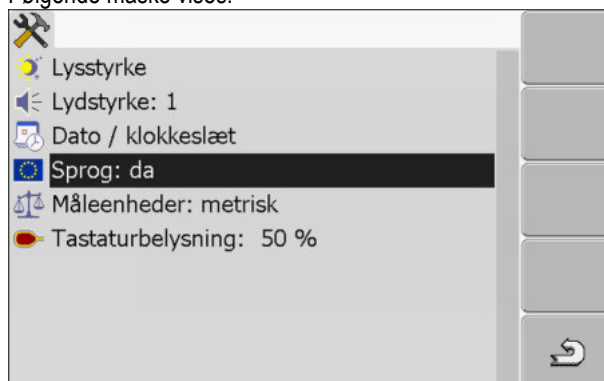 Følgende maske vises:
Lysstyrke
Lydstyrke: 1
Dato / klokkeslæt
Sprog: da
Måleenheder: metrisk
Tastaturbelysning: 50 %